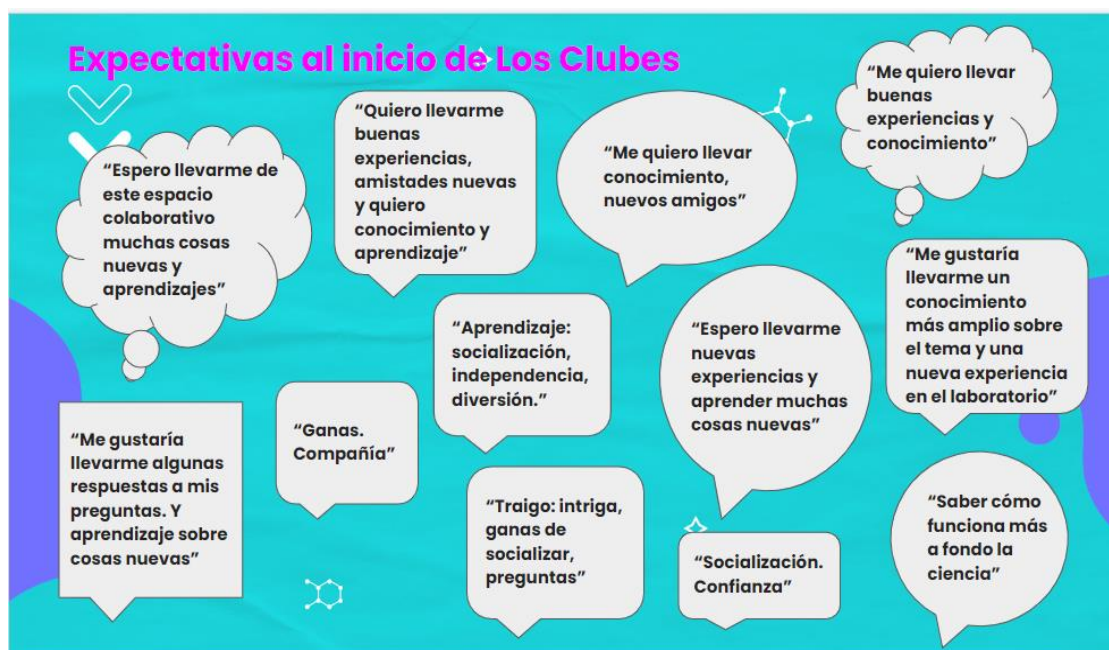 Expectativas al inicio de Los Clubes
“Espero llevarme de
este espacio
colaborativo
muchas cosas
nuevas y
aprendizajes”
“Quiero llevarme
buenas
experiencias,
amistades nuevas
y quiero
conocimiento y
aprendizaje”
“Me quiero llevar
conocimiento,
nuevos amigos”
“Me quiero llevar
buenas
experiencias y
conocimiento”
“Aprendizaje:
socialización,
independencia,
diversión.”
“Espero llevarme
nuevas
experiencias y
aprender muchas
cosas nuevas”
“Me gustaría
llevarme un
conocimiento
más amplio sobre
el tema y una
nueva experiencia
en el laboratorio”
“Me gustaría
llevarme algunas
respuestas a mis
preguntas. Y
aprendizaje sobre
cosas nuevas”
“Ganas.
Compañía”
“Traigo: intriga,
ganas de
socializar,
preguntas”
“Socialización.
Confianza”
“Saber cómo
funciona más
a fondo la
ciencia”